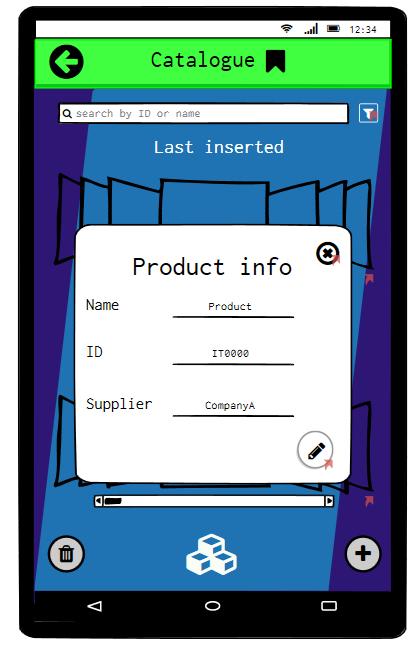 12:34
Catalogue
search by ID or name
Last inserted
Product info
Name Product
ID IT0000
Supplier CompanyA